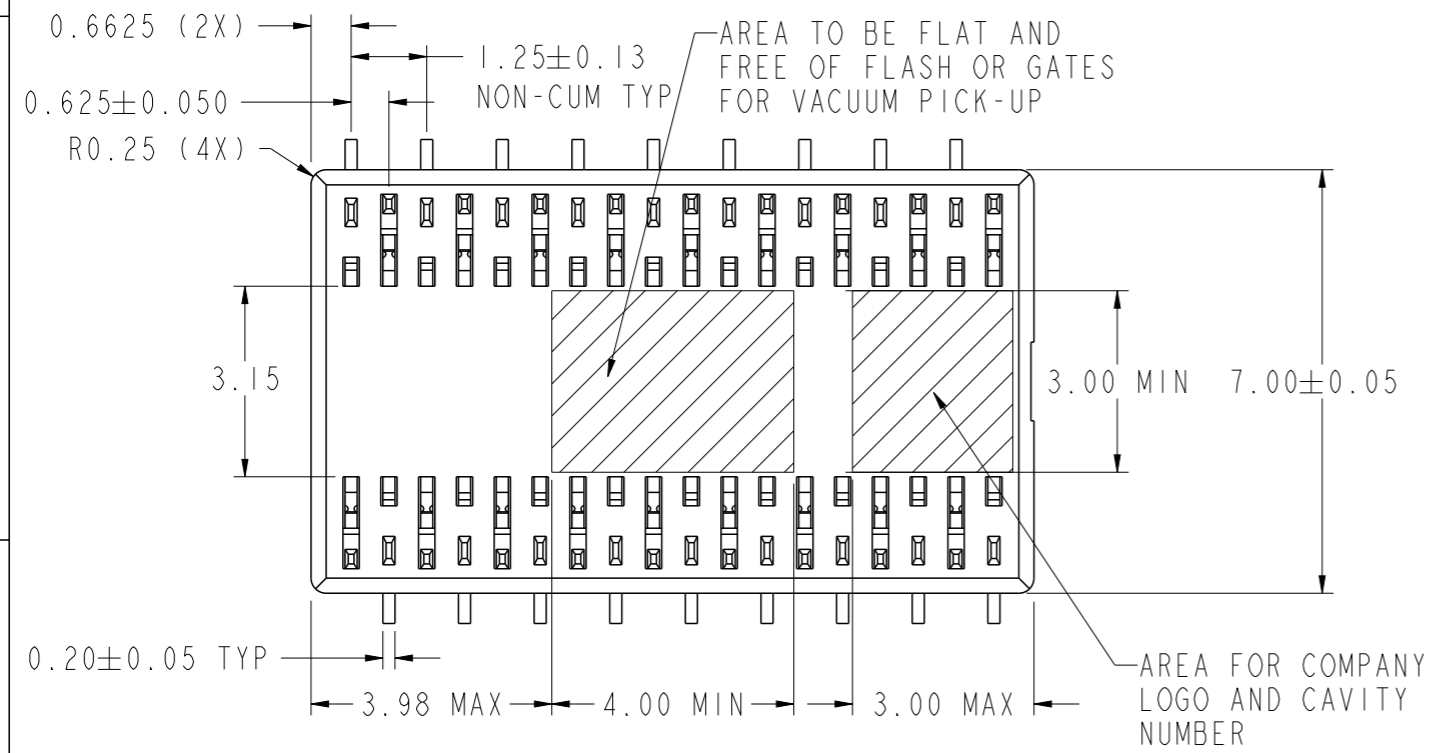 0.6625 (2X)
1.25±0.13
NON-CUM TYP
AREA TO BE FLAT AND
FREE OF FLASH OR GATES
FOR VACUUM PICK-UP
0.625±0.050
R0.25 (4X)
3.15
3.00 MIN
7.00±0.05
0.20±0.05 TYP
3.98 MAX
4.00 MIN
3.00 MAX
AREA FOR COMPANY
LOGO AND CAVITY
NUMBER